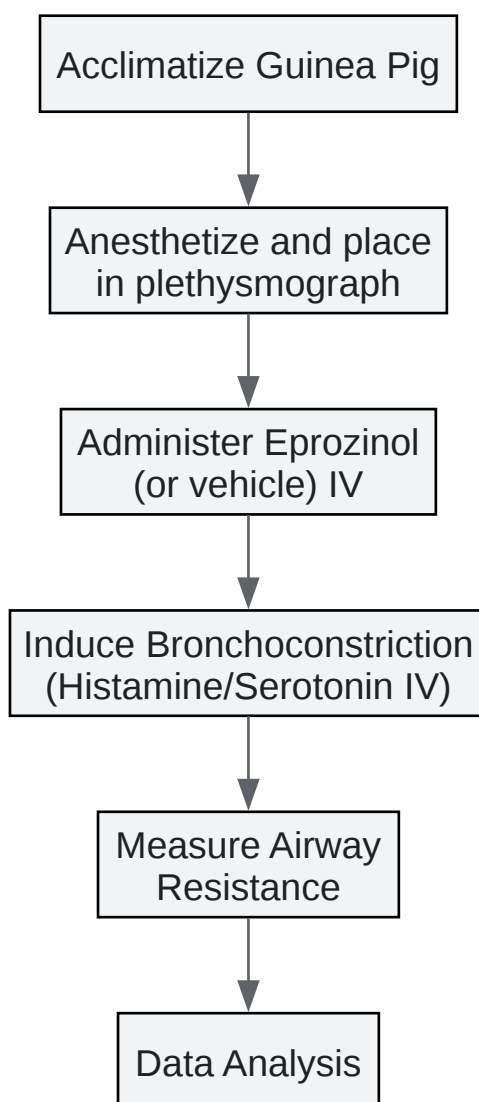 Acclimatize Guinea Pig
Anesthetize and place
in plethysmograph
Administer Eprozinol
(or vehicle) IV
Induce Bronchoconstriction
(Histamine/Serotonin IV)
Measure Airway
Resistance
Data Analysis